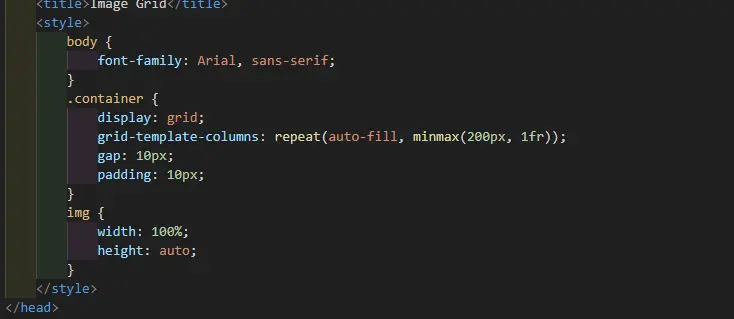 <title>Image Grid</title>
<style>
body {
font-family: Arial, sans-serif;
}
.container {
display: grid;
grid-template-columns: repeat(auto-fill, minmax(200px, 1fr));
gap: 10px;
padding: 10px;
}
img {
width: 100%;
height: auto;
}
</style>
</head>